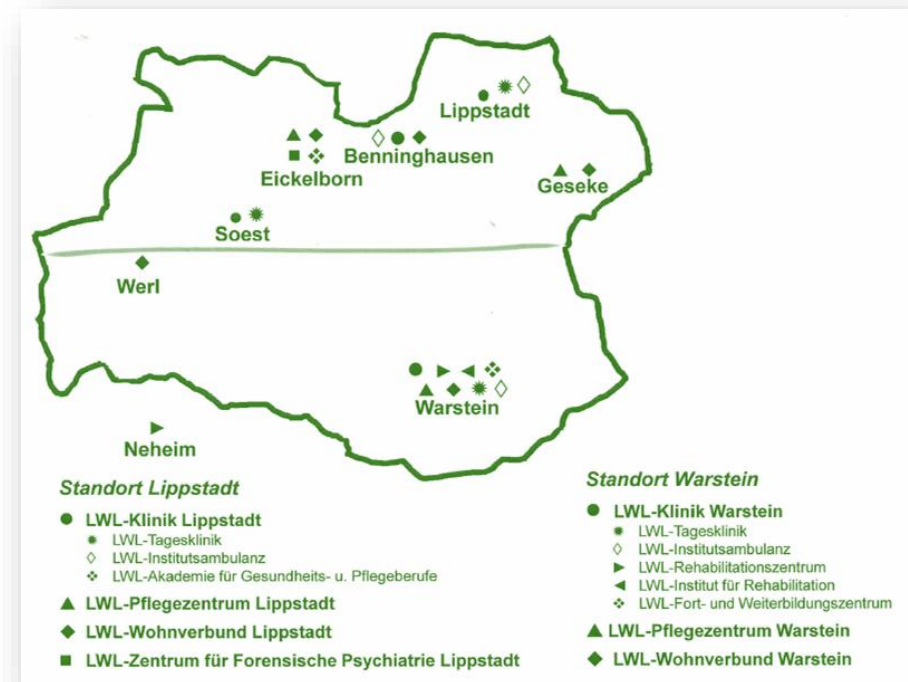 Lippstadt
Benninghausen
Eickelborn
Geseke
Soest
Werl
Warstein
Neheim
Standort Lippstadt
LWL-Klinik Lippstadt
LWL-Tagesklinik
LWL-Institutsambulanz
LWL-Akademie für Gesundheits- u. Pflegeberufe
LWL-Pflegezentrum Lippstadt
LWL-Wohnverbund Lippstadt
LWL-Zentrum für Forensische Psychiatrie Lippstadt
Standort Warstein
LWL-Klinik Warstein
LWL-Tagesklinik
LWL-Institutsambulanz
LWL-Rehabilitationszentrum
LWL-Institut für Rehabilitation
LWL-Fort- und Weiterbildungszentrum
LWL-Pflegezentrum Warstein
LWL-Wohnverbund Warstein